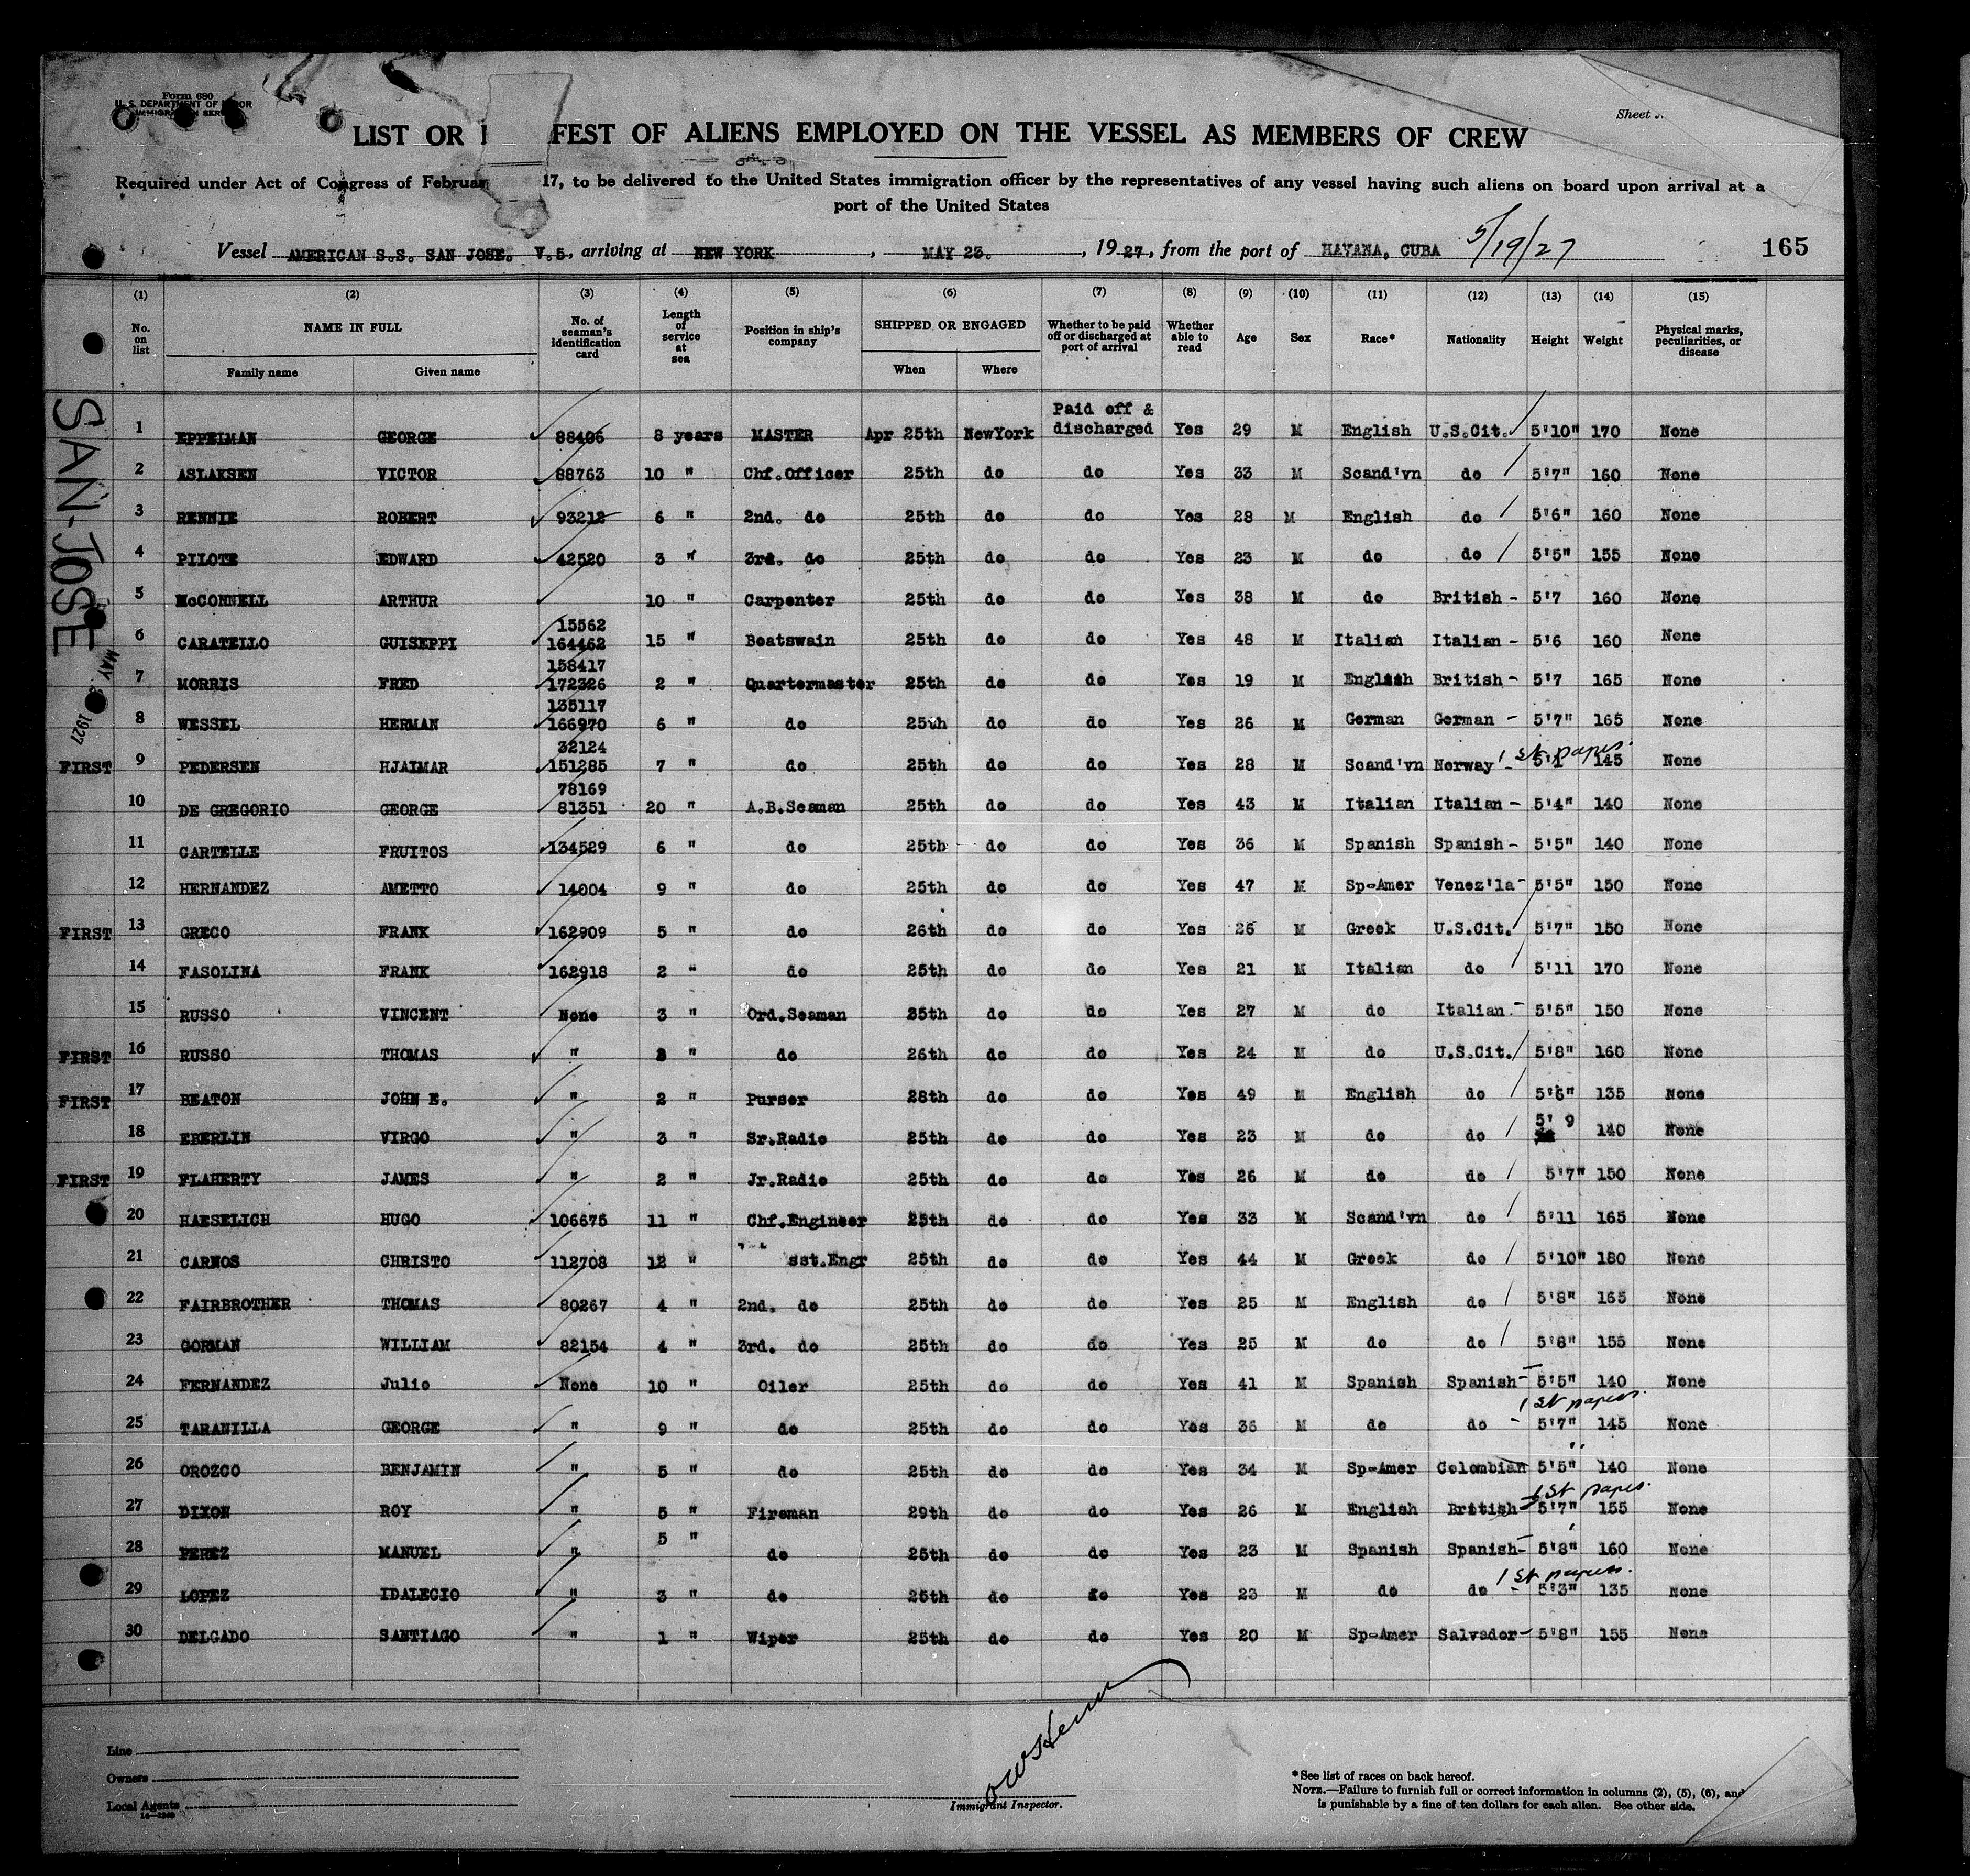 Form 680
U. S. DEPARTMENT OF LABOR
IMMIGRATION SERVICE
Sheet
LIST OR FEST OF ALIENS EMPLOYED ON THE VESSEL AS MEMBERS OF CREW
Required under Act of Congress of Februar 17, to be delivered to the United States immigration officer by the representatives of any vessel having such aliens on board upon arrival at a
port of the United States
Vessel AMERICAN S.S. SAN JOSE. V.5, arriving at NEW YORK, MAY 23., 1927, from the port of HAVANA, CUBA 5/19/27 165
(1) (2) (3) (4) (5) (6) (7) (8) (9) (10) (11) (12) (13) (14) (15)
No. on list NAME IN FULL Family name Given name No. of seaman's identification card Length of service at sea Position in ship's company SHIPPED OR ENGAGED When Where Whether to be paid off or discharged at port of arrival Whether able to read Age Sex Race* Nationality Height Weight Physical marks, peculiarities, or disease
SAN-JOSE
MAY 1927
1 EPPEIMAN GEORGE 88406 8 years MASTER Apr 25th NewYork Paid off & discharged Yes 29 M English U.S.Cit. 5'10" 170 None
2 ASLAKSEN VICTOR 88763 10 " Chf.Officer 25th do do Yes 33 M Scand'vn do 5'7" 160 None
3 RENNIE ROBERT 93212 6 " 2nd. do 25th do do Yes 28 M English do 5'6" 160 None
4 PILOTE EDWARD 42520 3 " 3rd. do 25th do do Yes 23 M do do 5'5" 155 None
5 McCONNELL ARTHUR 10 " Carpenter 25th do do Yes 38 M do British - 5'7 160 None
6 CARATELLO GUISEPPI 15562 164462 15 " Boatswain 25th do do Yes 48 M Italian Italian - 5'6 160 None
7 MORRIS FRED 158417 172326 2 " Quartermaster 25th do do Yes 19 M English British - 5'7 165 None
8 WESSEL HERMAN 135117 166970 6 " do 25th do do Yes 26 M German German - 5'7" 165 None
FIRST 9 PEDERSEN HJAIMAR 32124 151285 7 " do 25th do do Yes 28 M Scand'vn Norway - 1st papers. 145 None
10 DE GREGORIO GEORGE 78169 81351 20 " A.B.Seaman 25th do do Yes 43 M Italian Italian - 5'4" 140 None
11 CARTELLE FRUITOS 134529 6 " do 25th do do Yes 36 M Spanish Spanish - 5'5" 140 None
12 HERNANDEZ AMETTO 14004 9 " do 25th do do Yes 47 M Sp-Amer Venez'la - 5'5" 150 None
FIRST 13 GRECO FRANK 162909 5 " do 26th do do Yes 26 M Greek U.S.Cit. 5'7" 150 None
14 FASOLINA FRANK 162918 2 " do 25th do do Yes 21 M Italian do 5'11 170 None
15 RUSSO VINCENT None 3 " Ord.Seaman 25th do do Yes 27 M do Italian - 5'5" 150 None
FIRST 16 RUSSO THOMAS " " do 26th do do Yes 24 M do U.S.Cit. 5'8" 160 None
FIRST 17 BEATON JOHN E. " 2 " Purser 28th do do Yes 49 M English do 5'6" 135 None
18 EBERLIN VIRGO " 3 " Sr.Radio 25th do do Yes 23 M do do 5' 9 140 None
FIRST 19 FLAHERTY JAMES " 2 " Jr.Radio 25th do do Yes 26 M do do 5'7" 150 None
20 HAESELICH HUGO 106675 11 " Chf.Engineer 25th do do Yes 33 M Scand'vn do 5'11 165 None
21 CARNOS CHRISTO 112708 12 " sst.Engr 25th do do Yes 44 M Greek do 5'10" 180 None
22 FAIRBROTHER THOMAS 80267 4 " 2nd. do 25th do do Yes 25 M English do 5'8" 165 None
23 GORMAN WILLIAM 82154 4 " 3rd. do 25th do do Yes 25 M do do 5'8" 155 None
24 FERNANDEZ Julio None 10 " Oiler 25th do do Yes 41 M Spanish Spanish - 5'5" 140 None
25 TARANILLA GEORGE " 9 " do 25th do do Yes 36 M do do - 1st papers. 5'7" 145 None
26 OROZCO BENJAMIN " 5 " do 25th do do Yes 34 M Sp-Amer Colombian " 5'5" 140 None
27 DIXON ROY " 5 " Fireman 29th do do Yes 26 M English British - 1st papers. 5'7" 155 None
28 PEREZ MANUEL " 5 " do 25th do do Yes 23 M Spanish Spanish - 5'8" 160 None
29 LOPEZ IDALECIO " 3 " do 25th do do Yes 23 M do do - 1st papers. 5'3" 135 None
30 DELGADO SANTIAGO " 1 " Wiper 25th do do Yes 20 M Sp-Amer Salvador - 5'8" 155 None
Line
Owners
Local Agents
14-1240
Immigrant Inspector.
*See list of races on back hereof.
NOTE.—Failure to furnish full or correct information in columns (2), (5), (6), and
is punishable by a fine of ten dollars for each alien. See other side.